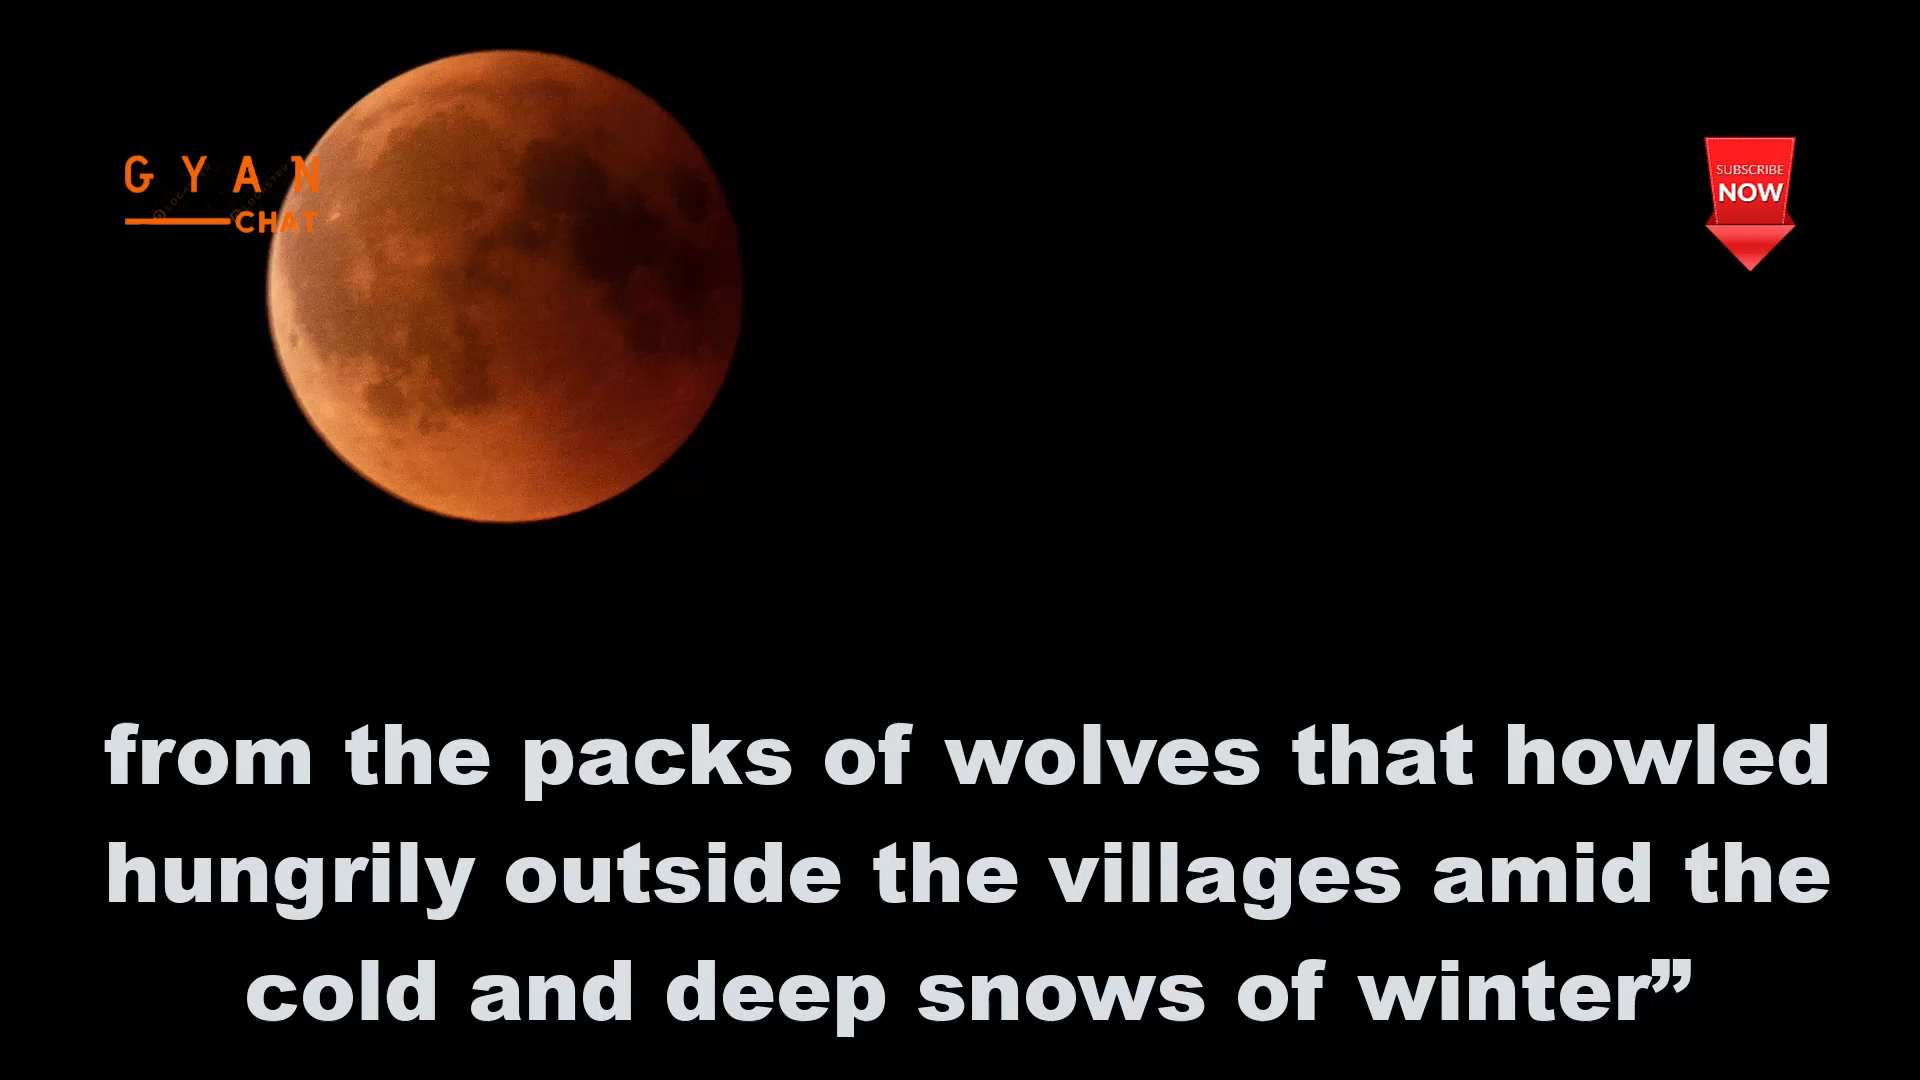 GYAN
CHAT
SUBSCRIBE
NOW
from the packs of wolves that howled
hungrily outside the villages amid the
cold and deep snows of winter”